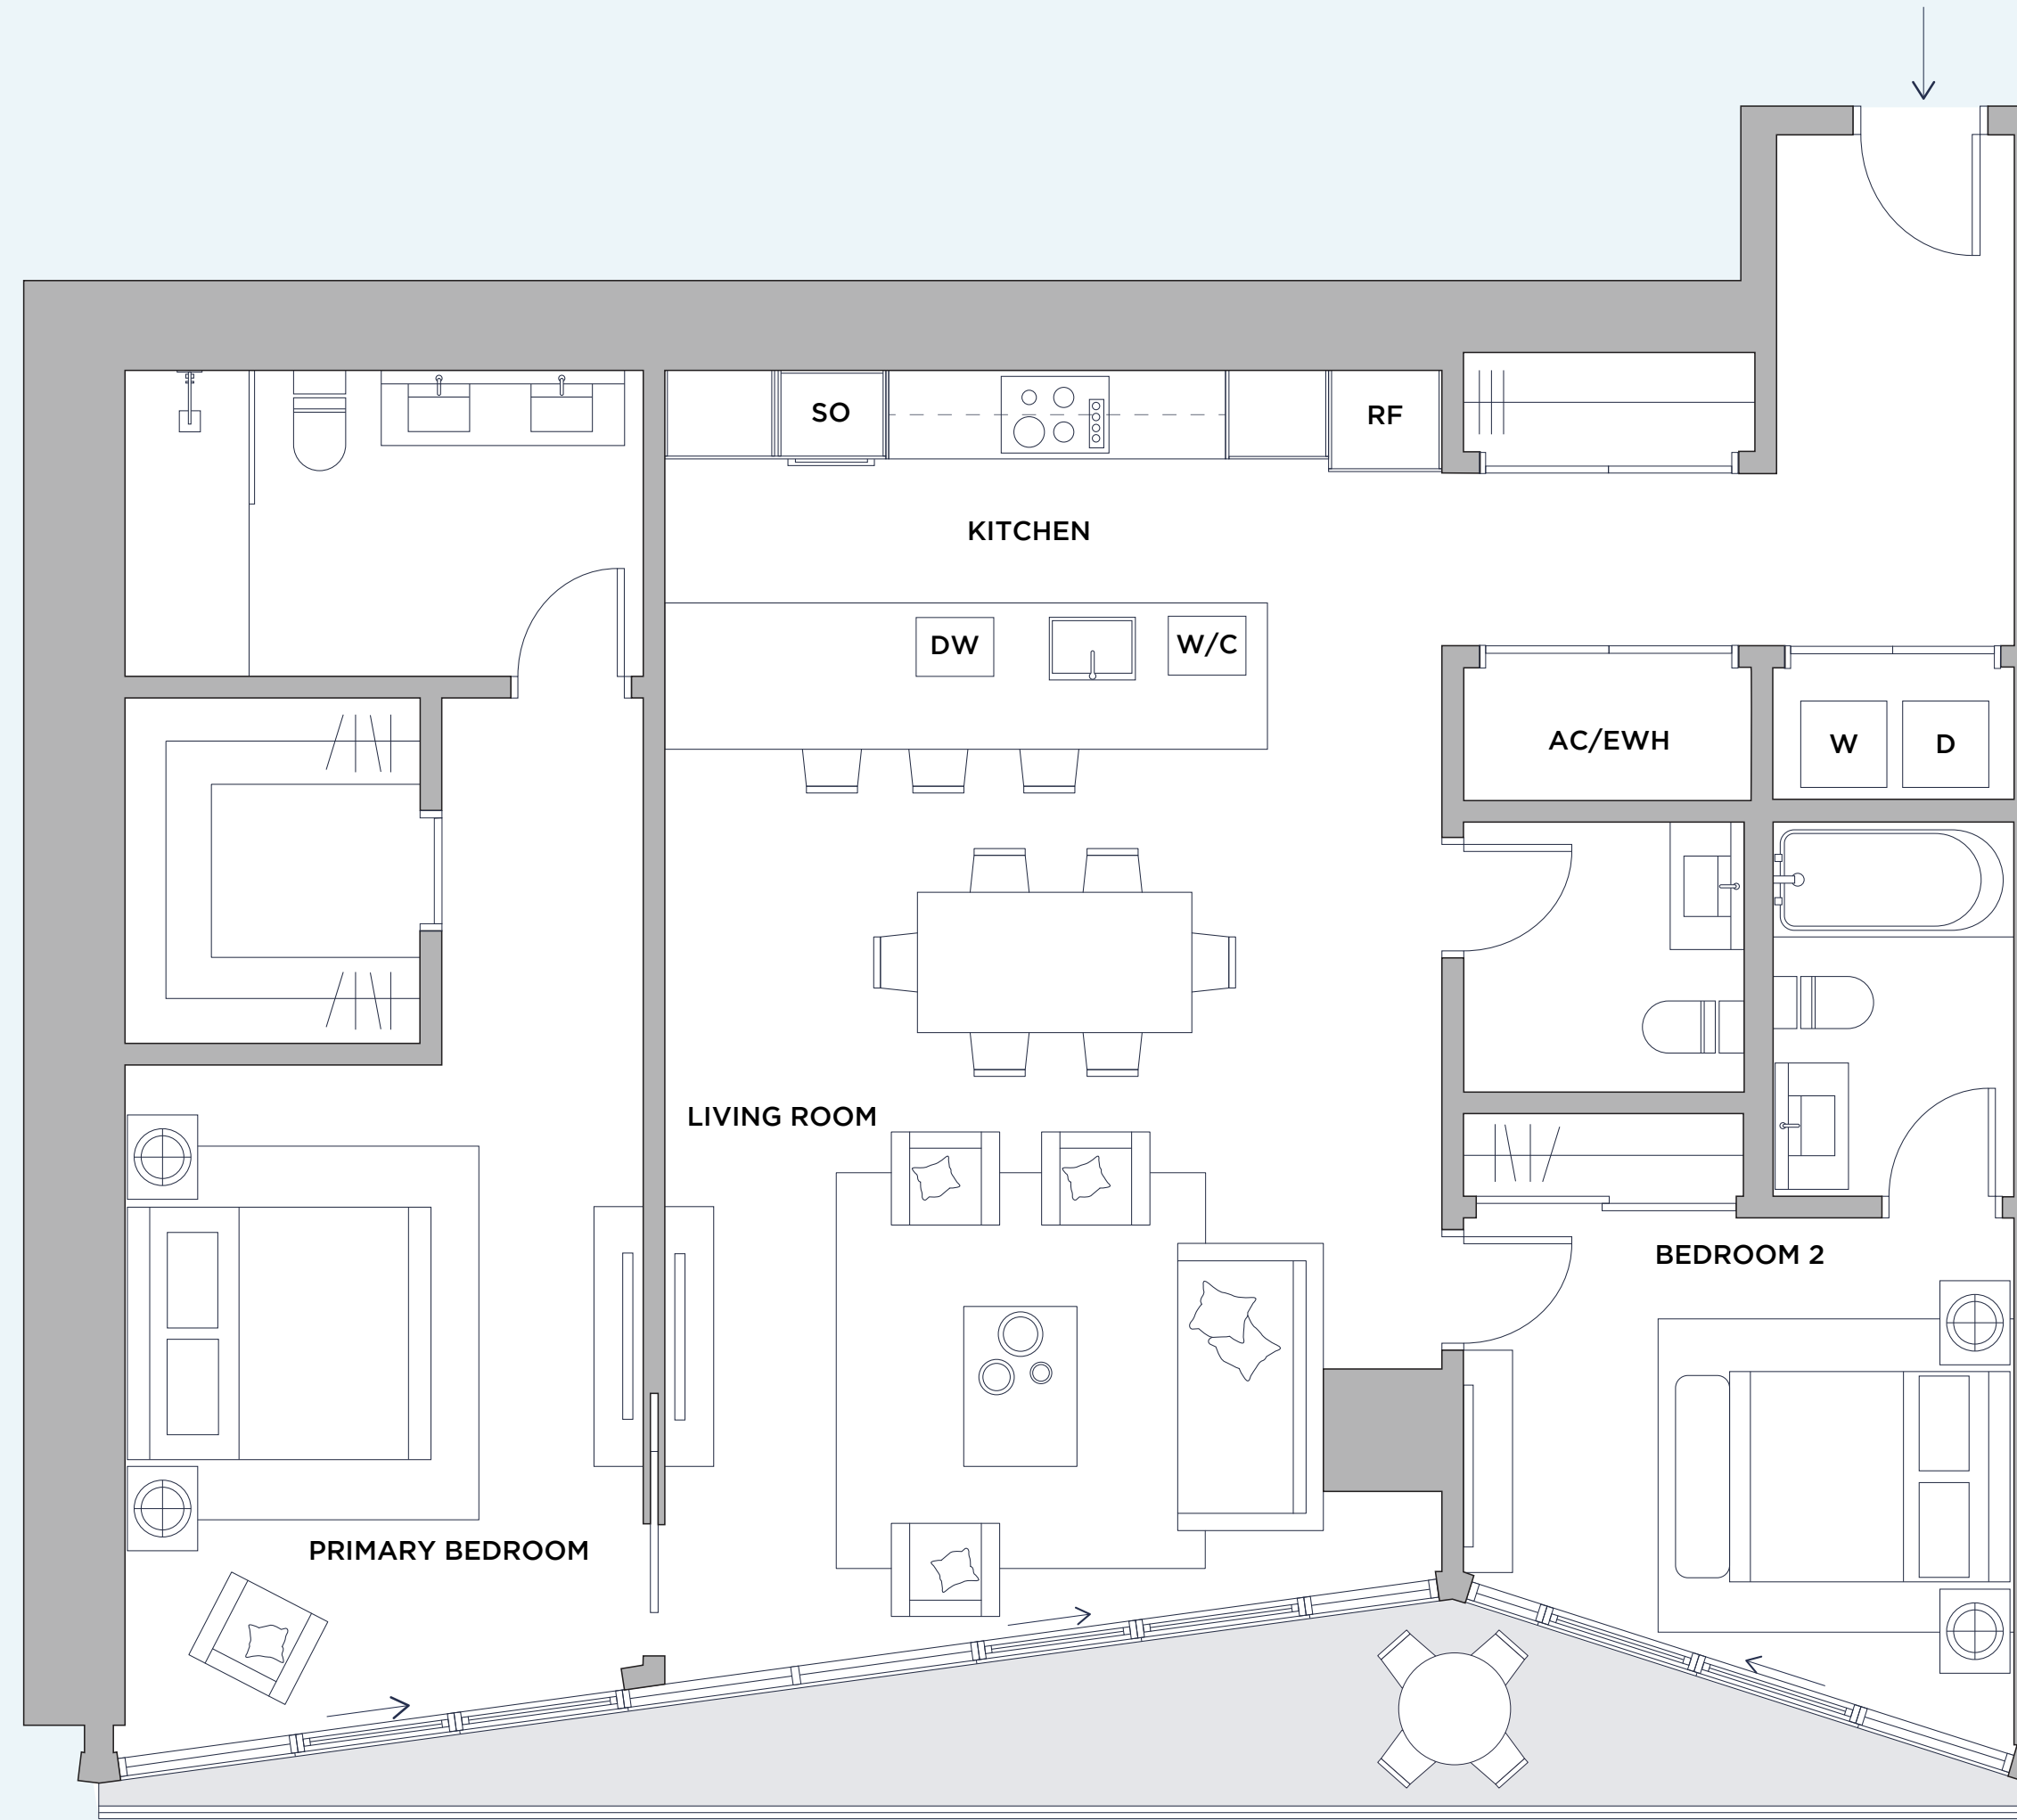 SO
RF
KITCHEN
DW
W/C
AC/EWH
W
D
LIVING ROOM
BEDROOM 2
PRIMARY BEDROOM